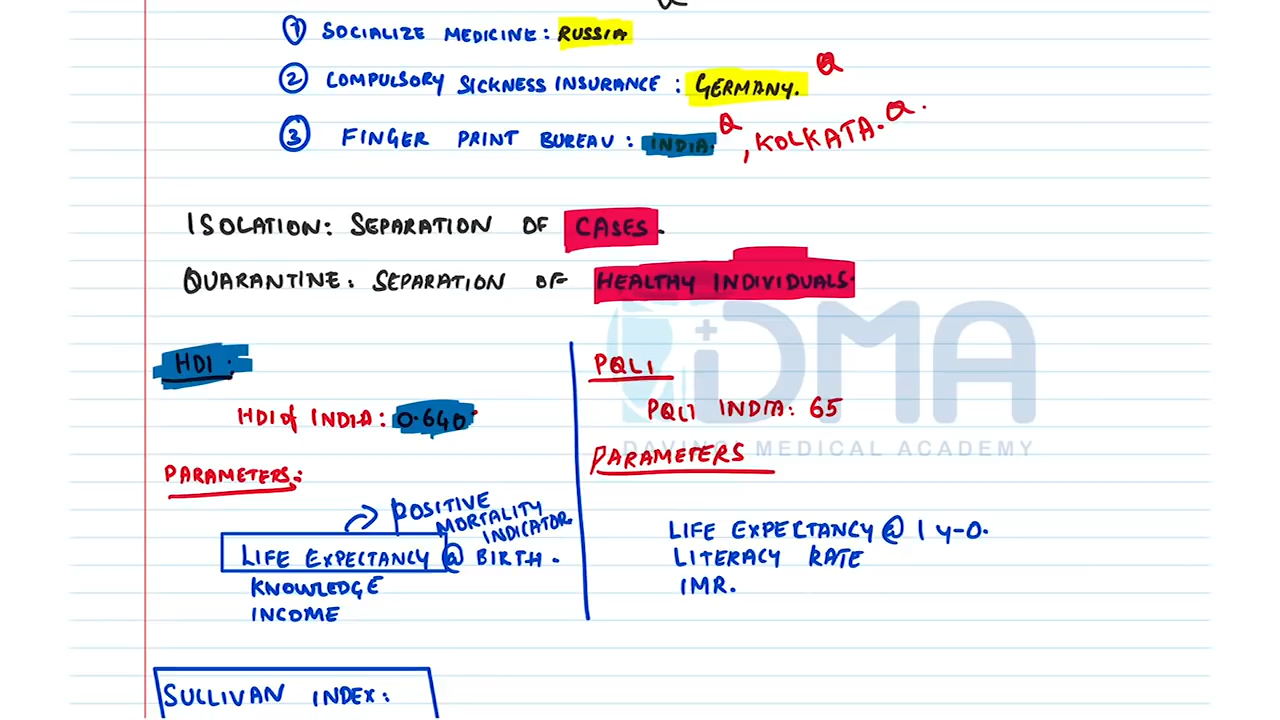 ① SOCIALIZE MEDICINE: RUSSIA
② COMPULSORY SICKNESS INSURANCE : GERMANY. Q
③ FINGER PRINT BUREAU : INDIA Q, KOLKATA. Q.
ISOLATION: SEPARATION OF CASES.
QUARANTINE: SEPARATION OF HEALTHY INDIVIDUALS.
HDI:
HDI of INDIA: 0.640
PARAMETERS:
POSITIVE
MORTALITY
INDICATOR
LIFE EXPECTANCY @ BIRTH.
KNOWLEDGE
INCOME
PQLI
PQLI INDIA: 65
PARAMETERS
LIFE EXPECTANCY @ 1 Y-O.
LITERACY RATE
IMR.
DMA
MEDICAL ACADEMY
SULLIVAN INDEX: